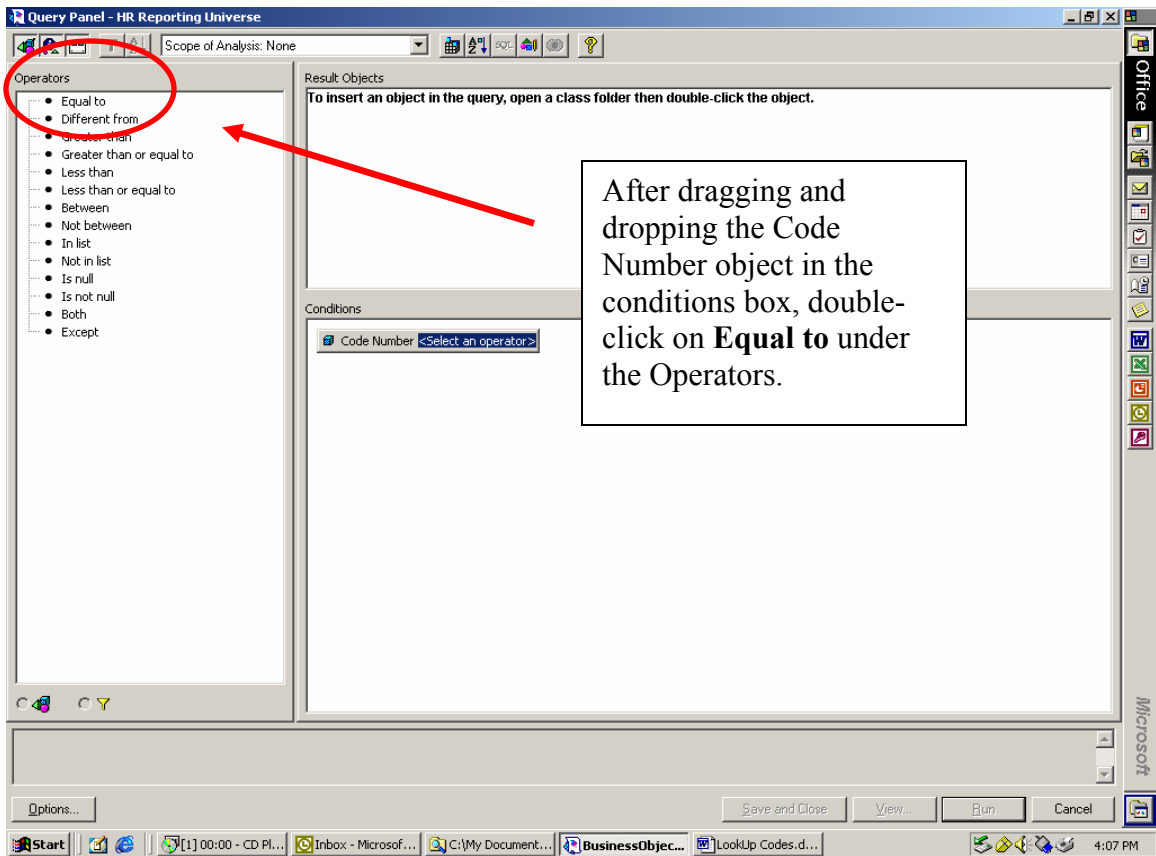 Query Panel - HR Reporting Universe
Scope of Analysis: None
SQL
Operators
Equal to
Different from
Greater than
Greater than or equal to
Less than
Less than or equal to
Between
Not between
In list
Not in list
Is null
Is not null
Both
Except
Result Objects
To insert an object in the query, open a class folder then double-click the object.
After dragging and
dropping the Code
Number object in the
conditions box, double-
click on Equal to under
the Operators.
Conditions
Code Number <Select an operator>
Office
Microsoft
Options...
Save and Close
View...
Run
Cancel
Start
[1] 00:00 - CD Pl...
Inbox - Microsof...
C:\My Document...
BusinessObjec...
LookUp Codes.d...
4:07 PM